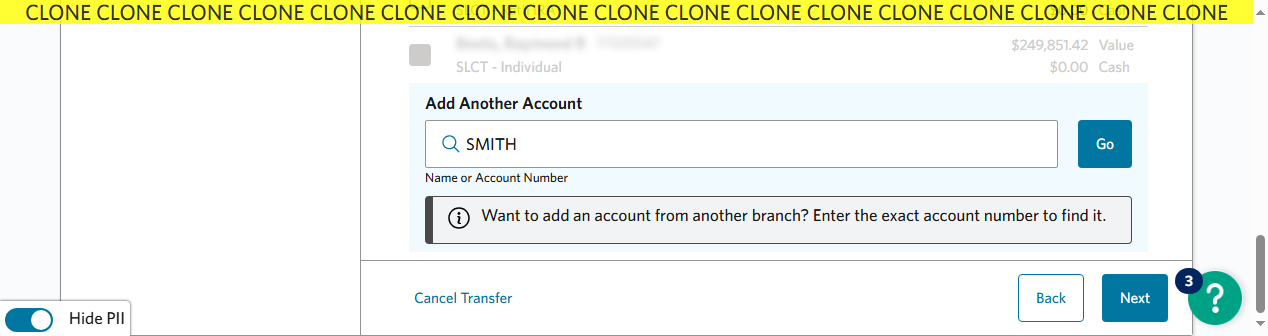 CLONE CLONE CLONE CLONE CLONE CLONE CLONE CLONE CLONE CLONE CLONE CLONE CLONE CLONE CLONE CLONE CLONE
$249,851.42 Value
SLCT - Individual
$0.00 Cash
Add Another Account
SMITH
Go
Name or Account Number
Want to add an account from another branch? Enter the exact account number to find it.
Cancel Transfer
Back
Next
3
?
Hide PII